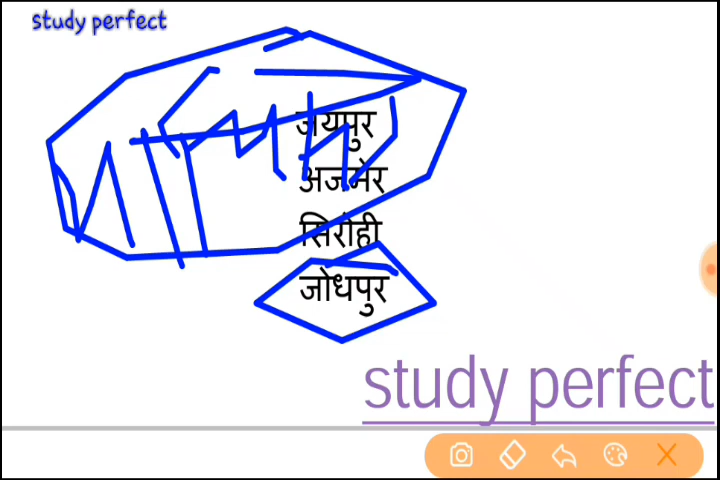 study perfect
जयपुर
अजमेर
सिरोही
जोधपुर
study perfect